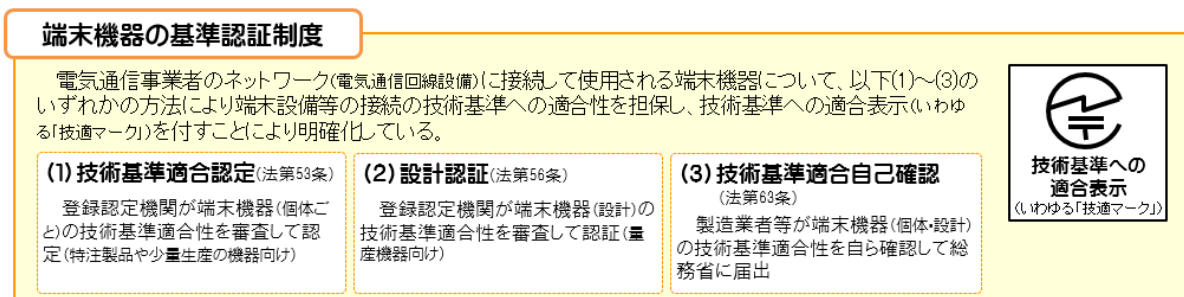 端末機器の基準認証制度
電気通信事業者のネットワーク(電気通信回線設備)に接続して使用される端末機器について、以下(1)～(3)の
いずれかの方法により端末設備等の接続の技術基準への適合性を担保し、技術基準への適合表示(いわゆ
る「技適マーク」)を付すことにより明確化している。
(1)技術基準適合認定(法第53条)
登録認定機関が端末機器(個体ご
と)の技術基準適合性を審査して認
定(特注製品や少量生産の機器向け)
(2)設計認証(法第56条)
登録認定機関が端末機器(設計)の
技術基準適合性を審査して認証(量
産機器向け)
(3)技術基準適合自己確認
(法第63条)
製造業者等が端末機器(個体・設計)
の技術基準適合性を自ら確認して総
務省に届出
技術基準への
適合表示
(いわゆる「技適マーク」)